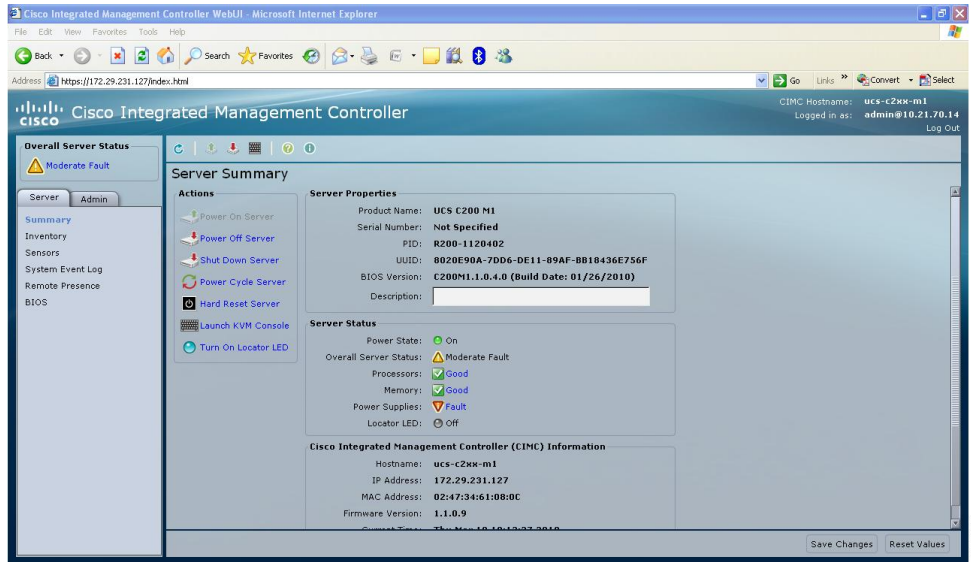 Cisco Integrated Management Controller WebUI - Microsoft Internet Explorer
File Edit View Favorites Tools Help
Back Search Favorites
Address https://172.29.231.127/index.html Go Links » Convert Select
CISCO Cisco Integrated Management Controller
CIMC Hostname: ucs-c2xx-m1
Logged in as: admin@10.21.70.14
Log Out
Overall Server Status
Moderate Fault
Server Admin
Summary
Inventory
Sensors
System Event Log
Remote Presence
BIOS
Server Summary
Actions
Power On Server
Power Off Server
Shut Down Server
Power Cycle Server
Hard Reset Server
Launch KVM Console
Turn On Locator LED
Server Properties
Product Name: UCS C200 M1
Serial Number: Not Specified
PID: R200-1120402
UUID: 8020E90A-7DD6-DE11-89AF-BB18436E756F
BIOS Version: C200M1.1.0.4.0 (Build Date: 01/26/2010)
Description:
Server Status
Power State: On
Overall Server Status: Moderate Fault
Processors: Good
Memory: Good
Power Supplies: Fault
Locator LED: Off
Cisco Integrated Management Controller (CIMC) Information
Hostname: ucs-c2xx-m1
IP Address: 172.29.231.127
MAC Address: 02:47:34:61:08:0C
Firmware Version: 1.1.0.9
Current Time:
Save Changes Reset Values